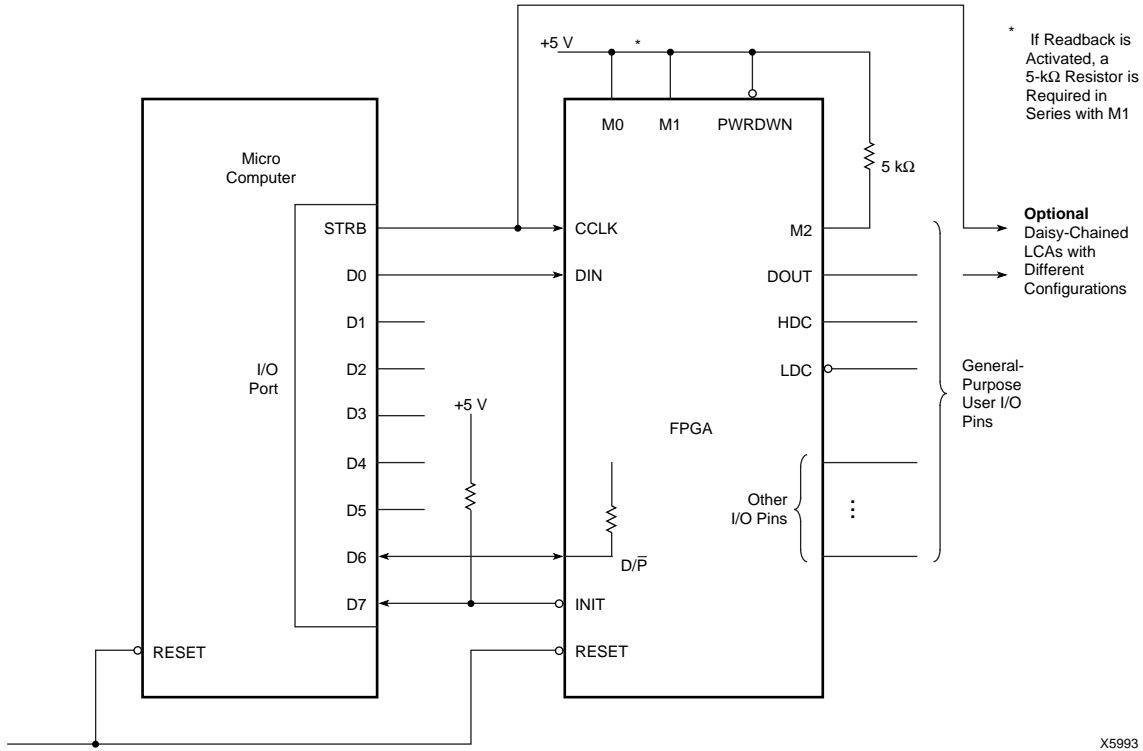 +5 V
*
* If Readback is
Activated, a
5-kΩ Resistor is
Required in
Series with M1
M0
M1
PWRDWN
Micro
Computer
5 kΩ
STRB
CCLK
M2
Optional
Daisy-Chained
LCAs with
Different
Configurations
D0
DIN
DOUT
D1
HDC
I/O
Port
D2
LDC
General-
Purpose
User I/O
Pins
D3
+5 V
FPGA
D4
D5
Other
I/O Pins
⋮
D6
D/P̅
D7
INIT
RESET
RESET
X5993